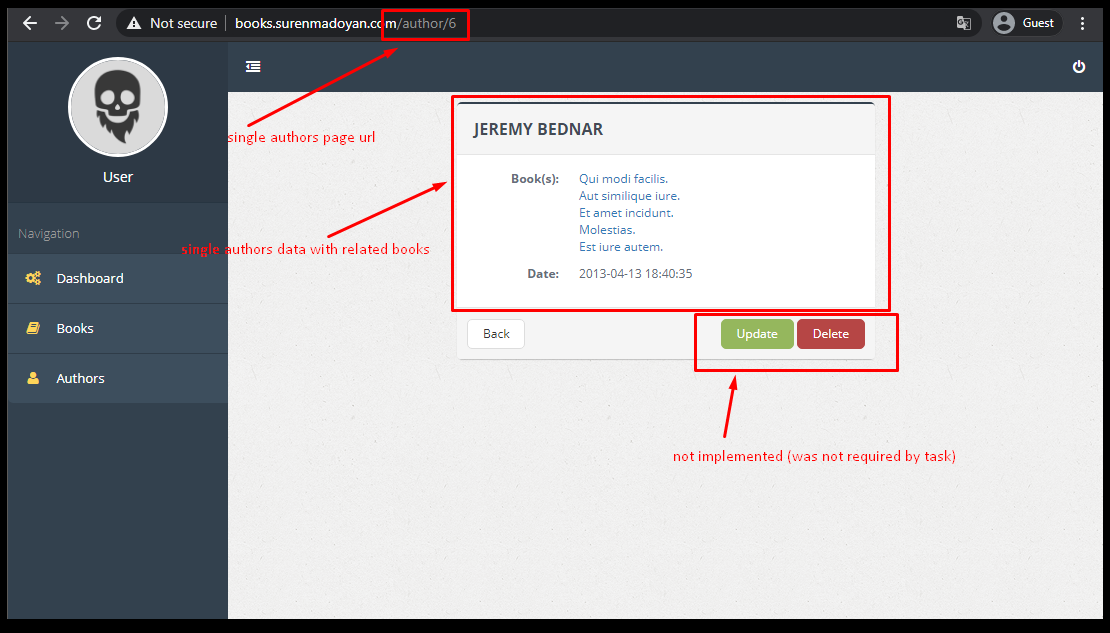 Not secure
books.surenmadoyan.com/author/6
Guest
single authors page url
User
JEREMY BEDNAR
Book(s):
Qui modi facilis.
Aut similique iure.
Et amet incidunt.
Molestias.
Est iure autem.
Date:
2013-04-13 18:40:35
Navigation
single authors data with related books
Dashboard
Books
Authors
Back
Update
Delete
not implemented (was not required by task)